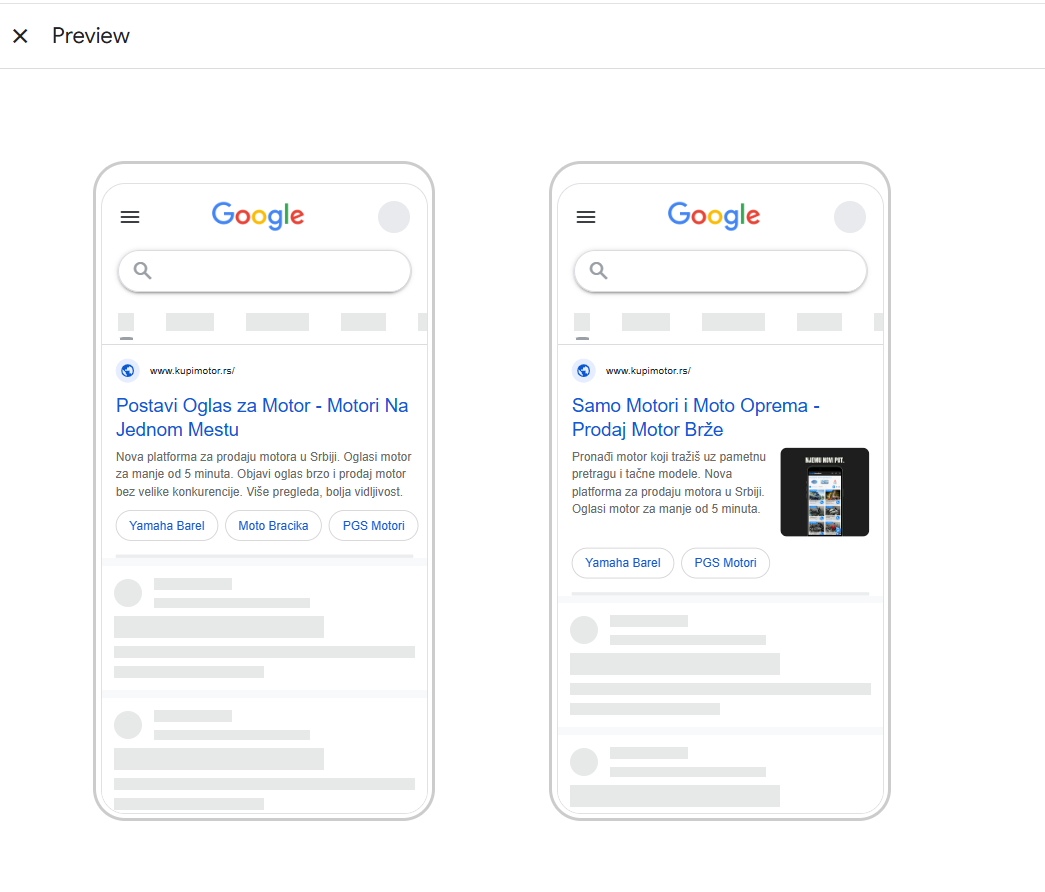 Preview
Google
www.kupimotor.rs/
Postavi Oglas za Motor - Motori Na
Jednom Mestu
Nova platforma za prodaju motora u Srbiji. Oglasi motor
za manje od 5 minuta. Objavi oglas brzo i prodaj motor
bez velike konkurencije. Više pregleda, bolja vidljivost.
Yamaha Barel
Moto Bracika
PGS Motori
Google
www.kupimotor.rs/
Samo Motori i Moto Oprema -
Prodaj Motor Brže
Pronađi motor koji tražiš uz pametnu
pretragu i tačne modele. Nova
platforma za prodaju motora u Srbiji.
Oglasi motor za manje od 5 minuta.
NJEMU NOVI PUT.
Yamaha Barel
PGS Motori